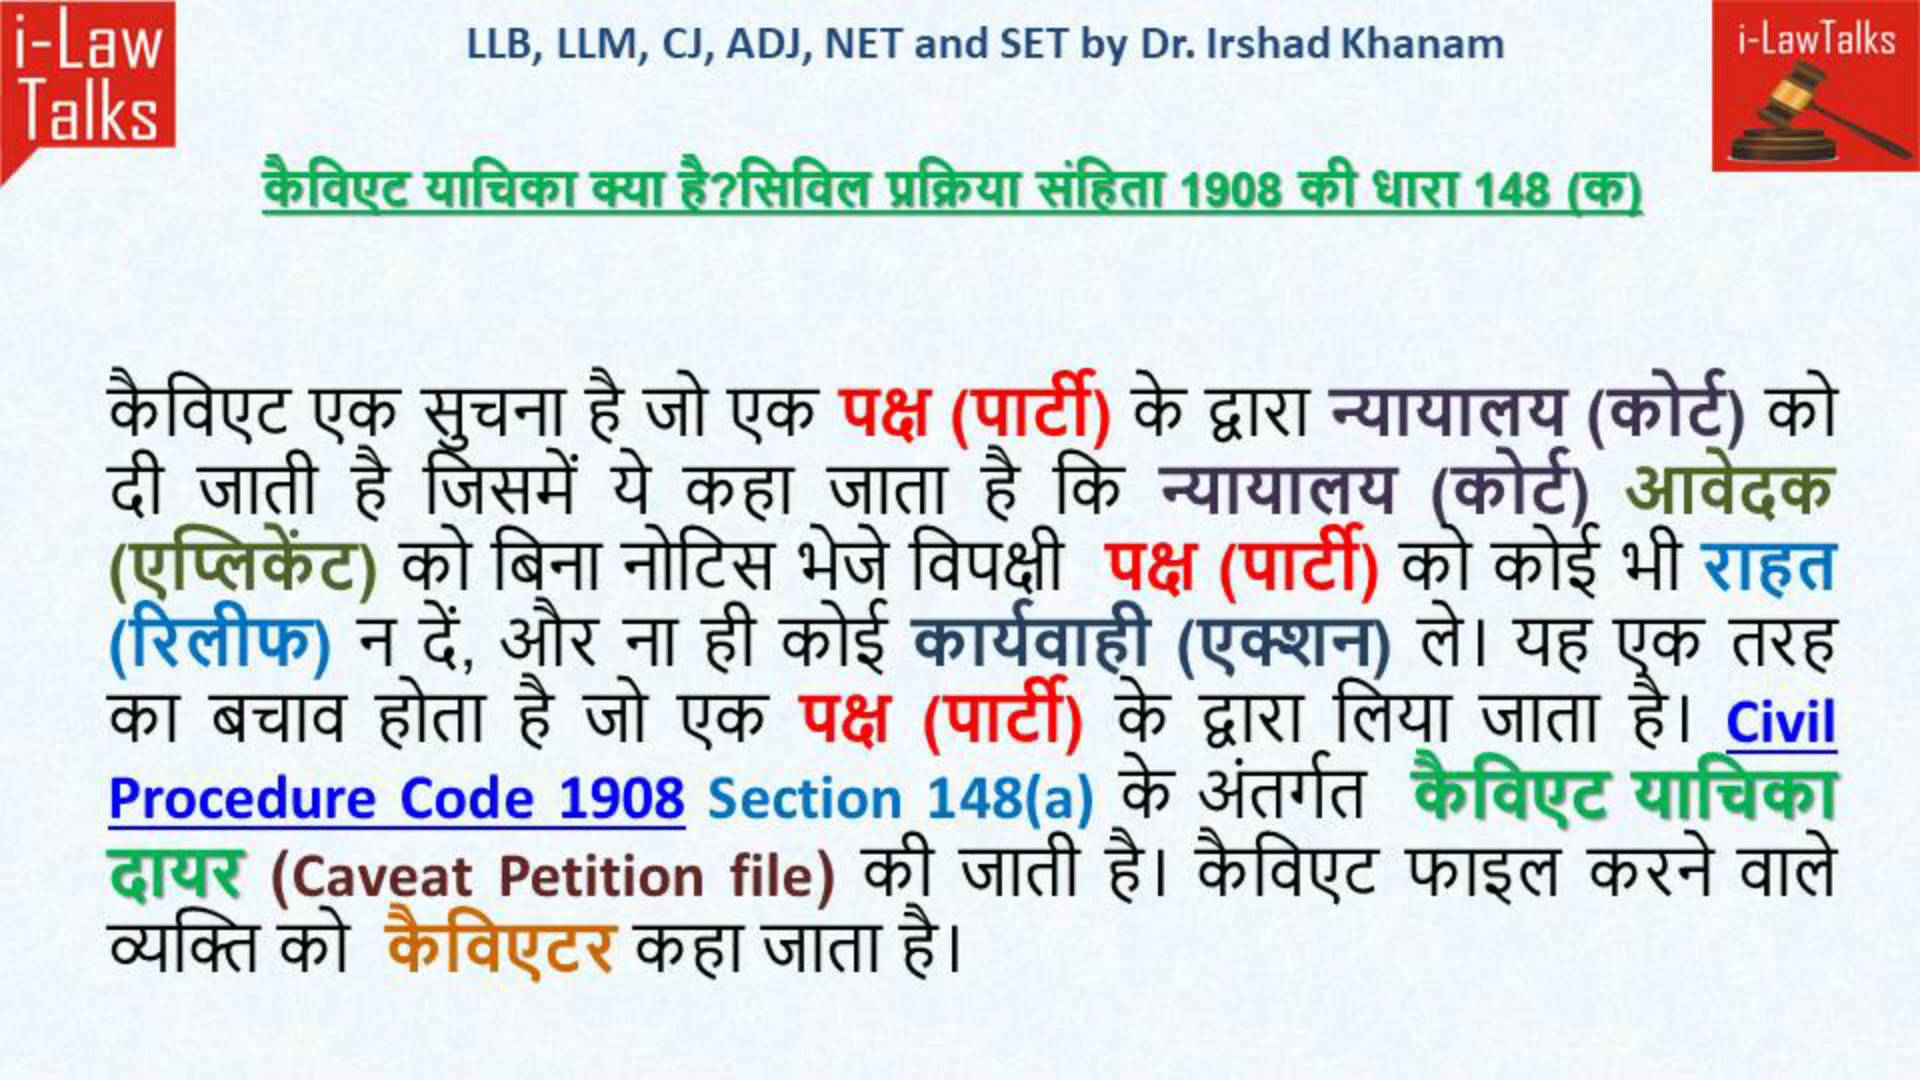 i-Law
Talks
LLB, LLM, CJ, ADJ, NET and SET by Dr. Irshad Khanam
i-LawTalks
कैविएट याचिका क्या है?सिविल प्रक्रिया संहिता 1908 की धारा 148 (क)
कैविएट एक सुचना है जो एक पक्ष (पार्टी) के द्वारा न्यायालय (कोर्ट) को
दी जाती है जिसमें ये कहा जाता है कि न्यायालय (कोर्ट) आवेदक
(एप्लिकेंट) को बिना नोटिस भेजे विपक्षी पक्ष (पार्टी) को कोई भी राहत
(रिलीफ) न दें, और ना ही कोई कार्यवाही (एक्शन) ले। यह एक तरह
का बचाव होता है जो एक पक्ष (पार्टी) के द्वारा लिया जाता है। Civil
Procedure Code 1908 Section 148(a) के अंतर्गत कैविएट याचिका
दायर (Caveat Petition file) की जाती है। कैविएट फाइल करने वाले
व्यक्ति को कैविएटर कहा जाता है।